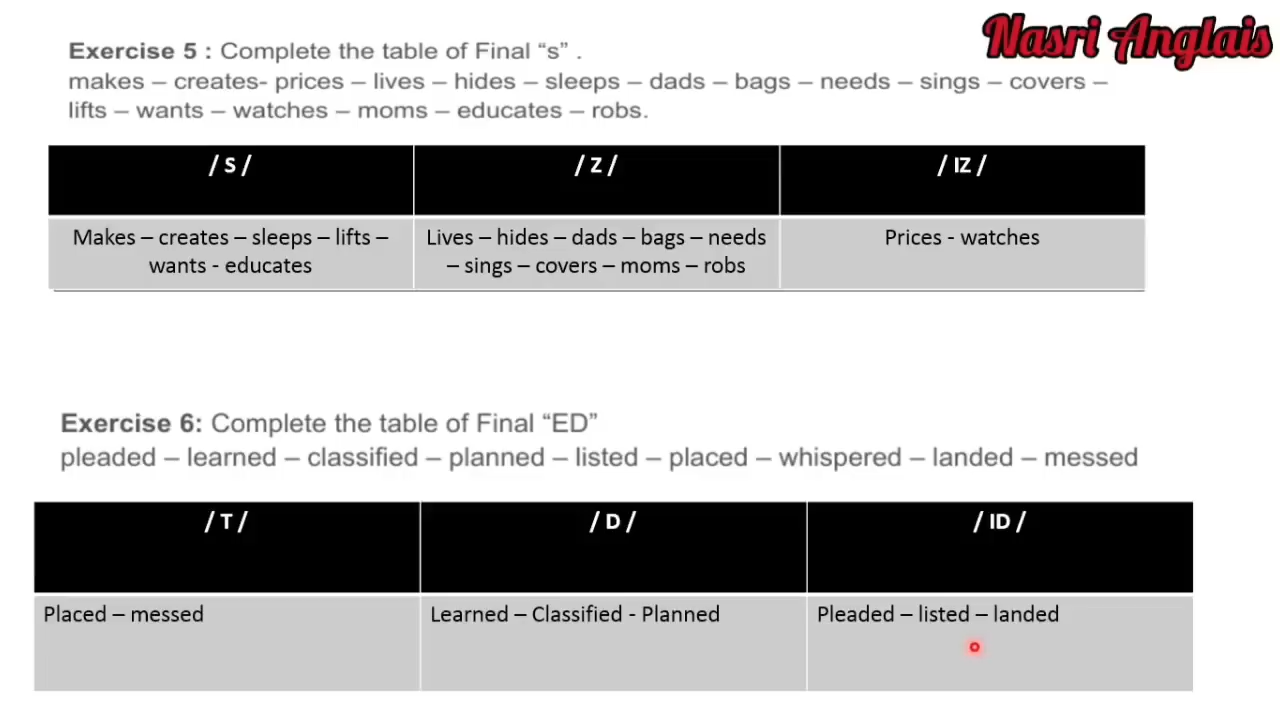 Nasri Anglais
Exercise 5 : Complete the table of Final “s” .
makes – creates- prices – lives – hides – sleeps – dads – bags – needs – sings – covers –
lifts – wants – watches – moms – educates – robs.
/ S /
/ Z /
/ IZ /
Makes – creates – sleeps – lifts –
wants - educates
Lives – hides – dads – bags – needs
– sings – covers – moms – robs
Prices - watches
Exercise 6: Complete the table of Final “ED”
pleaded – learned – classified – planned – listed – placed – whispered – landed – messed
/ T /
/ D /
/ ID /
Placed – messed
Learned – Classified - Planned
Pleaded – listed – landed